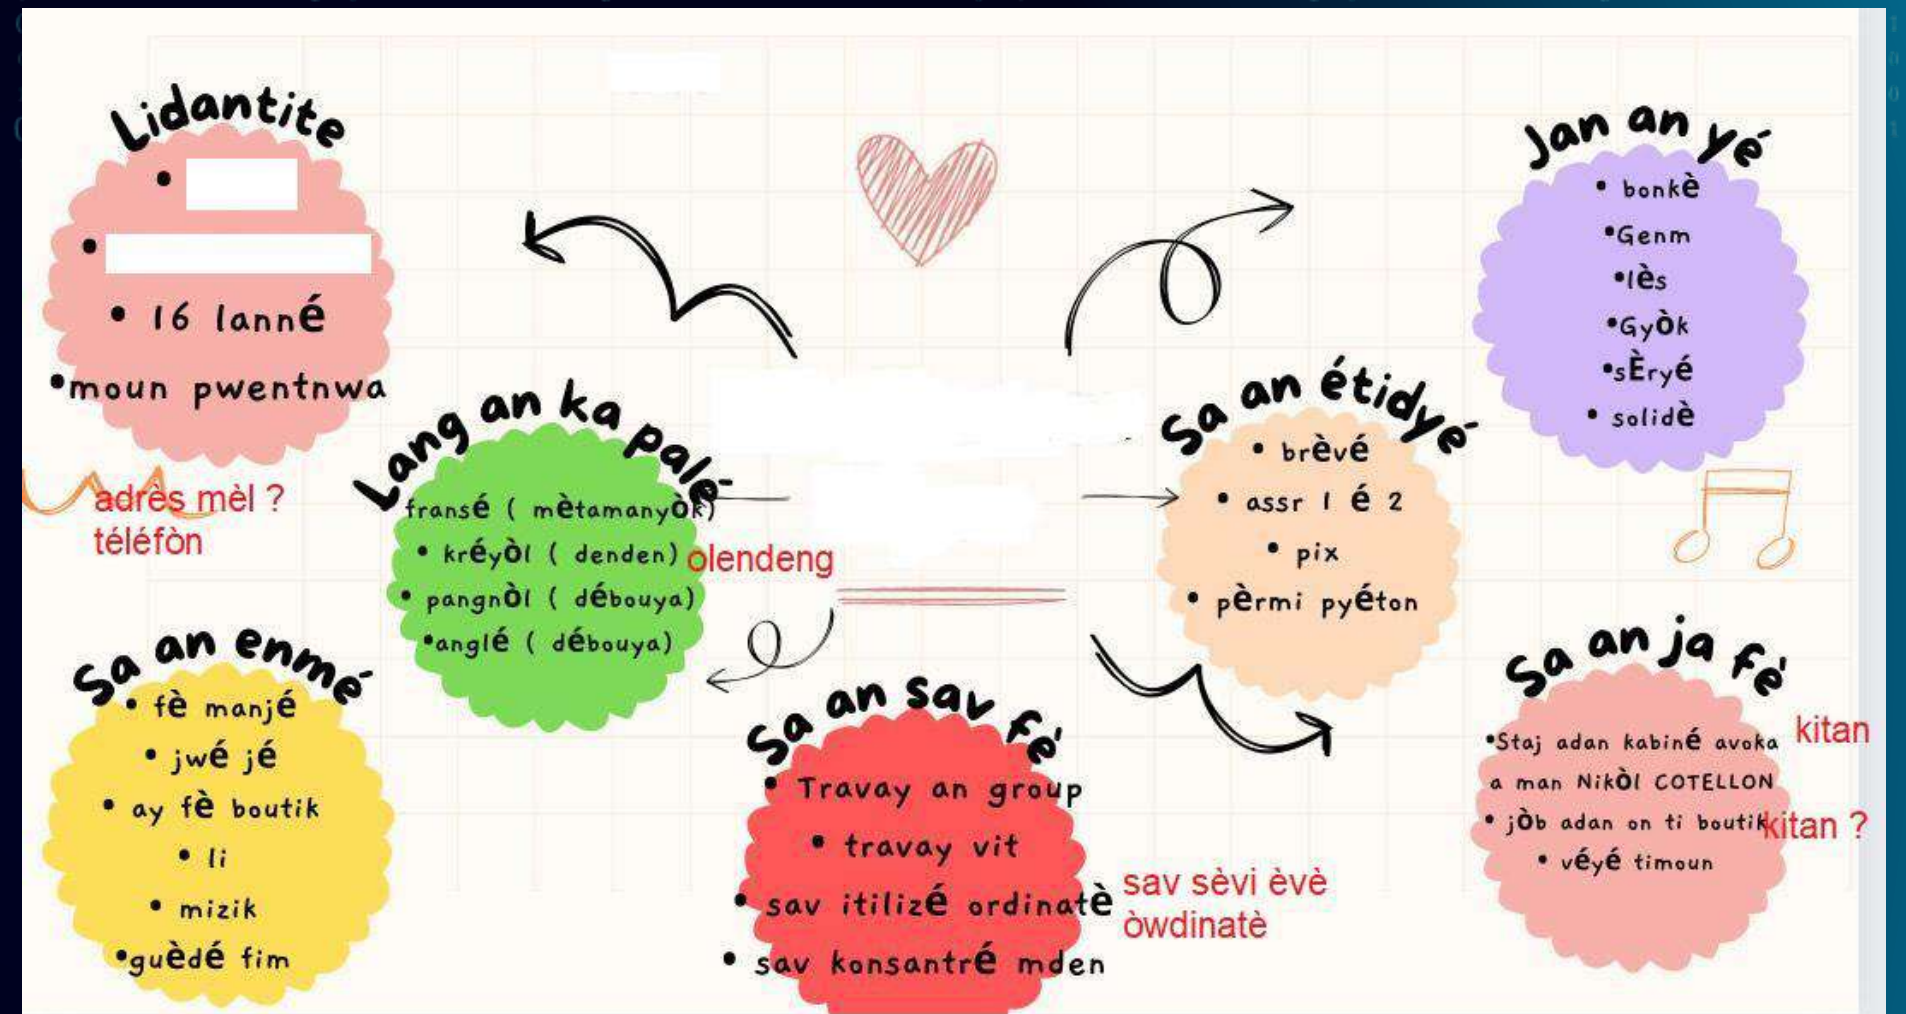 Lidantite
• 16 lanné
•moun pwentnwa
adrès mèl ?
téléfòn
Lang an ka palé
fransé ( mètamanyòk)
• kréyòl ( denden)
olendeng
• pangnòl ( débouya)
•anglé ( débouya)
Sa an enmé
• fè manjé
• jwé jé
• ay fè boutik
• li
• mizik
•guèdé fim
Sa an sav fè
• Travay an group
• travay vit
• sav itilizé ordinatè
sav sèvi èvè
òwdinatè
• sav konsantré mden
Jan an yé
• bonkè
•Genm
•lès
•Gyòk
•sÈryé
• solidè
Sa an étidyé
• brèvé
• assr 1 é 2
• pix
• pèrmi pyéton
Sa an ja fè
•Staj adan kabiné avoka
kitan
a man Nikòl COTELLON
• jòb adan on ti boutik
kitan ?
• véyé timoun